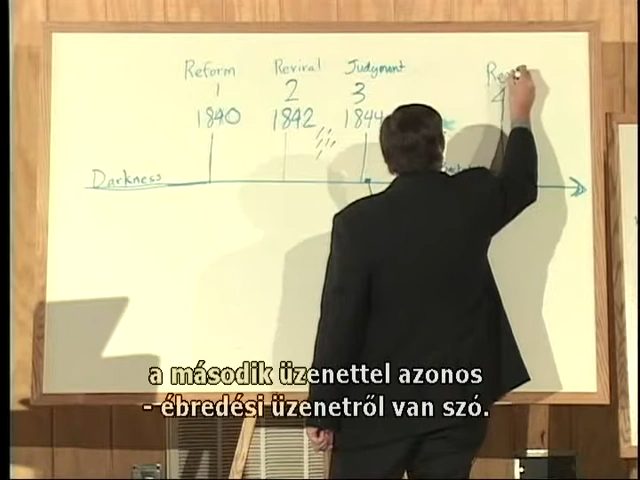 Reform Revival Judgment
1 2 3 4
1840 1842 1844
Darkness
a második üzenettel azonos
- ébredési üzenetről van szó.